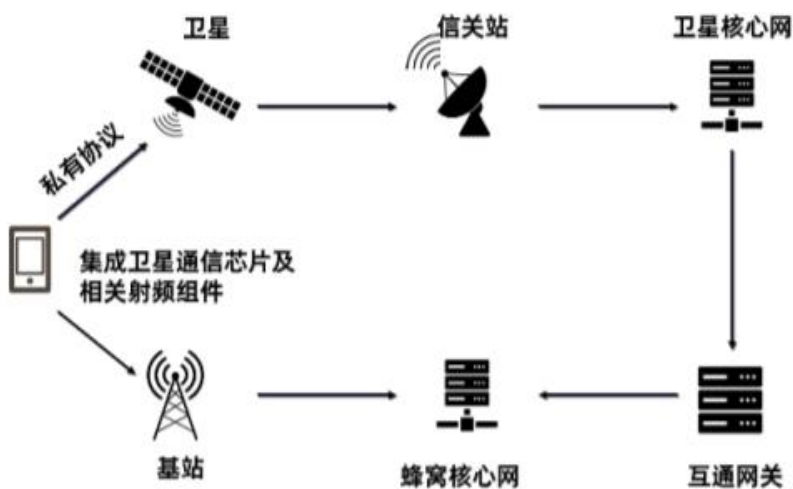 卫星
信关站
卫星核心网
私有协议
集成卫星通信芯片及
相关射频组件
基站
蜂窝核心网
互通网关